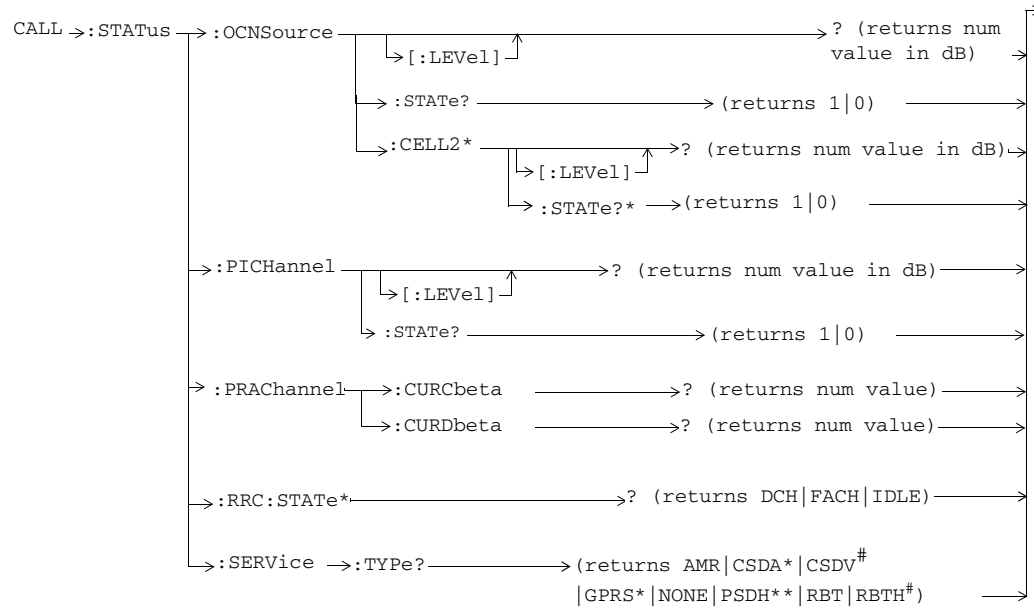 CALL :STATus :OCNSource ? (returns num
[:LEVel] value in dB)
:STATe? (returns 1|0)
:CELL2* ? (returns num value in dB)
[:LEVel]
:STATe?* (returns 1|0)
:PICHannel ? (returns num value in dB)
[:LEVel]
:STATe? (returns 1|0)
:PRAChannel :CURCbeta ? (returns num value)
:CURDbeta ? (returns num value)
:RRC:STATe* ? (returns DCH|FACH|IDLE)
:SERVice :TYPe? (returns AMR|CSDA*|CSDV#
|GPRS*|NONE|PSDH**|RBT|RBTH#)